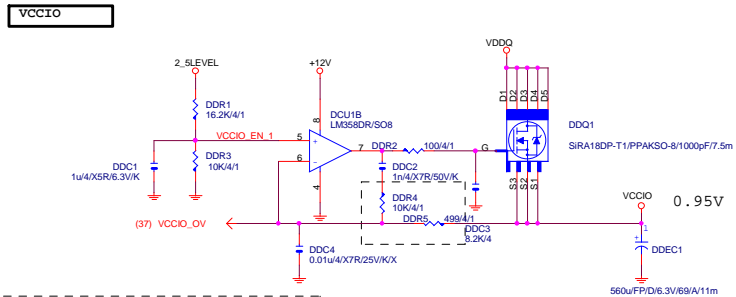 VCCIO
VDDQ
2_5LEVEL
+12V
D1
D2
D3
D4
D5
DDR1
16.2K/4/1
DCU1B
LM358DR/SO8
8
DDQ1
SiRA18DP-T1/PPAKSO-8/1000pF/7.5m
VCCIO_EN_1
5
+
6
-
7
DDR2
100/4/1
G
DDC1
1u/4/X5R/6.3V/K
DDR3
10K/4/1
4
DDC2
1n/4/X7R/50V/K
S3
S2
S1
DDR4
10K/4/1
VCCIO
0.95V
(37) VCCIO_OV
DDR5
499/4/1
DDC3
8.2K/4
1
+
DDEC1
DDC4
0.01u/4/X7R/25V/K/X
560u/FP/D/6.3V/69/A/11m